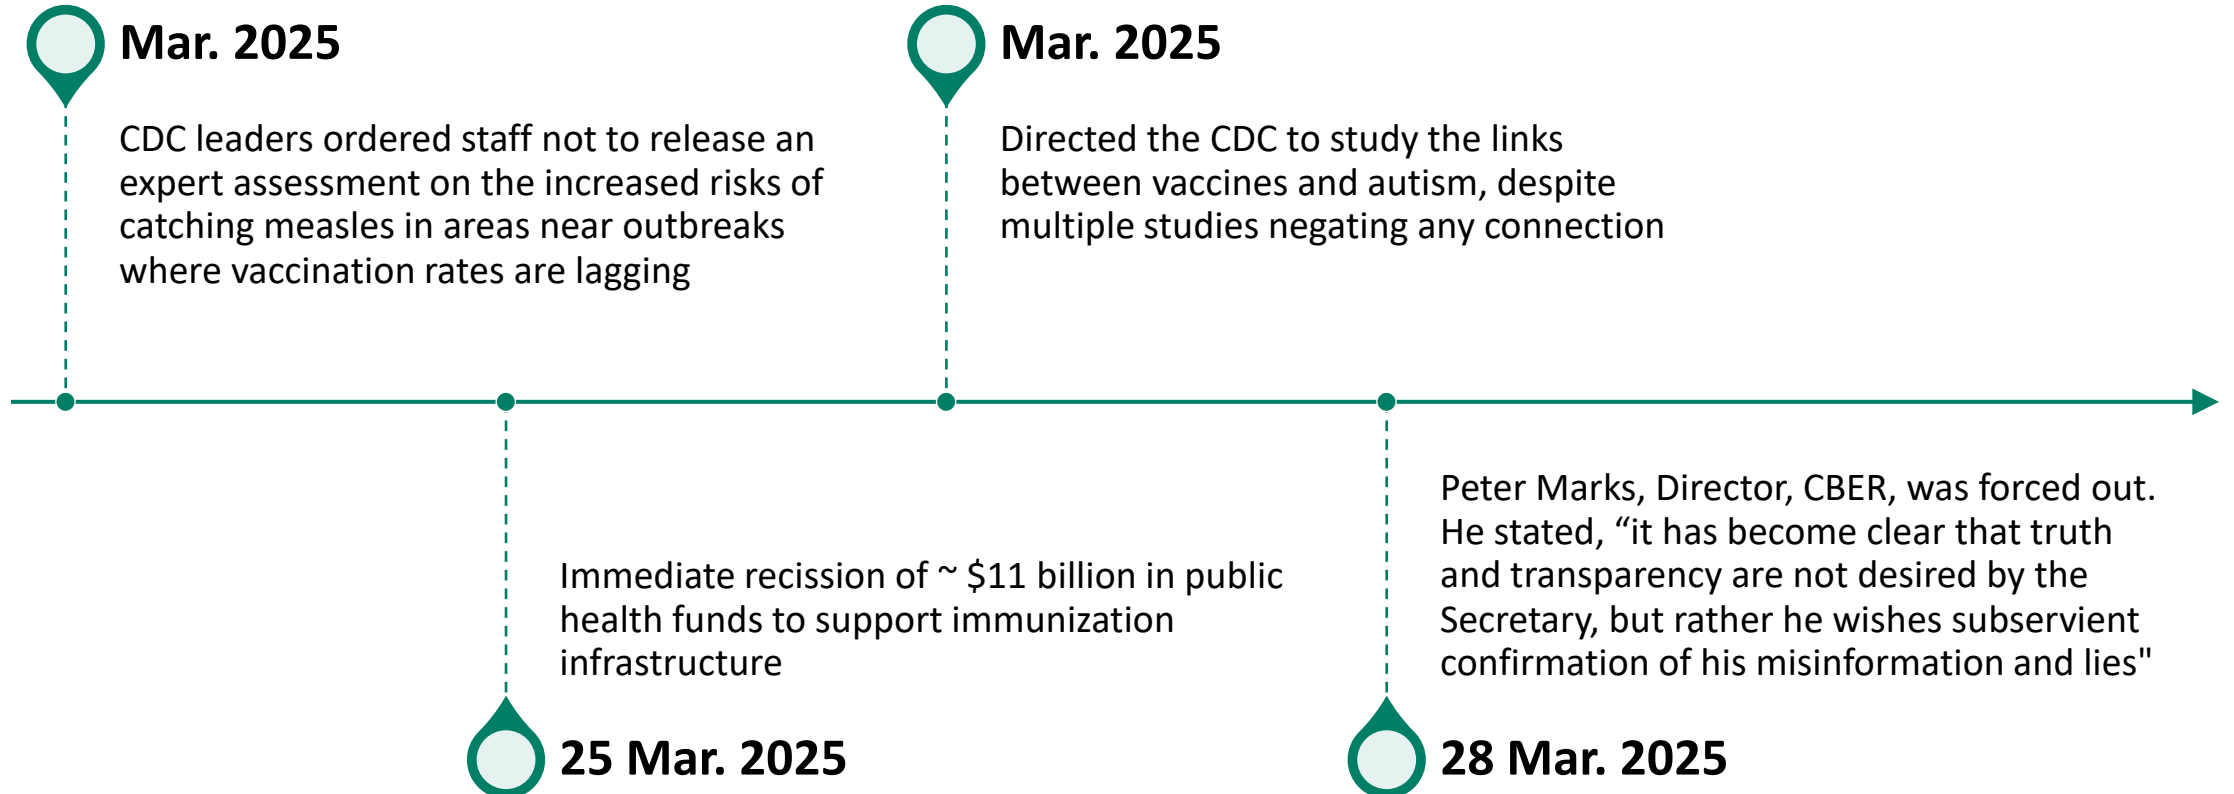 Mar. 2025
CDC leaders ordered staff not to release an
expert assessment on the increased risks of
catching measles in areas near outbreaks
where vaccination rates are lagging
Immediate recission of ~ $11 billion in public
health funds to support immunization
infrastructure
25 Mar. 2025
Mar. 2025
Directed the CDC to study the links
between vaccines and autism, despite
multiple studies negating any connection
Peter Marks, Director, CBER, was forced out.
He stated, “it has become clear that truth
and transparency are not desired by the
Secretary, but rather he wishes subservient
confirmation of his misinformation and lies"
28 Mar. 2025